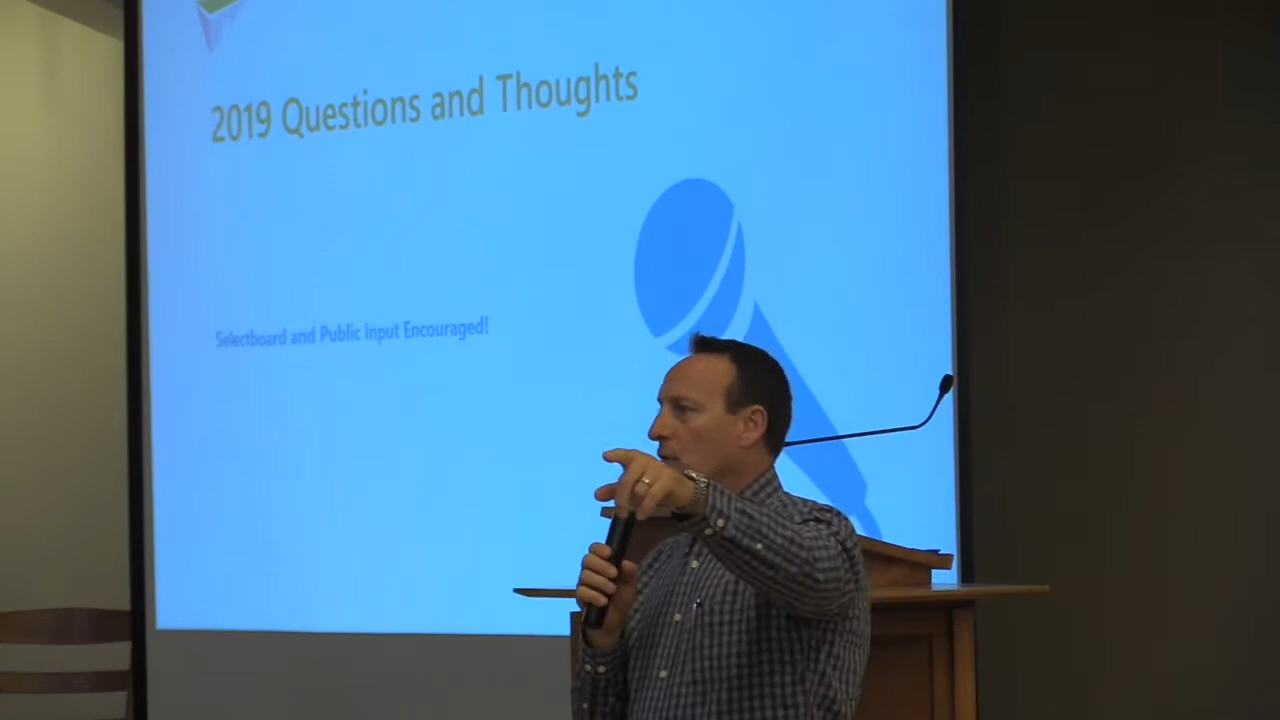 2019 Questions and Thoughts
Selectboard and Public Input Encouraged!